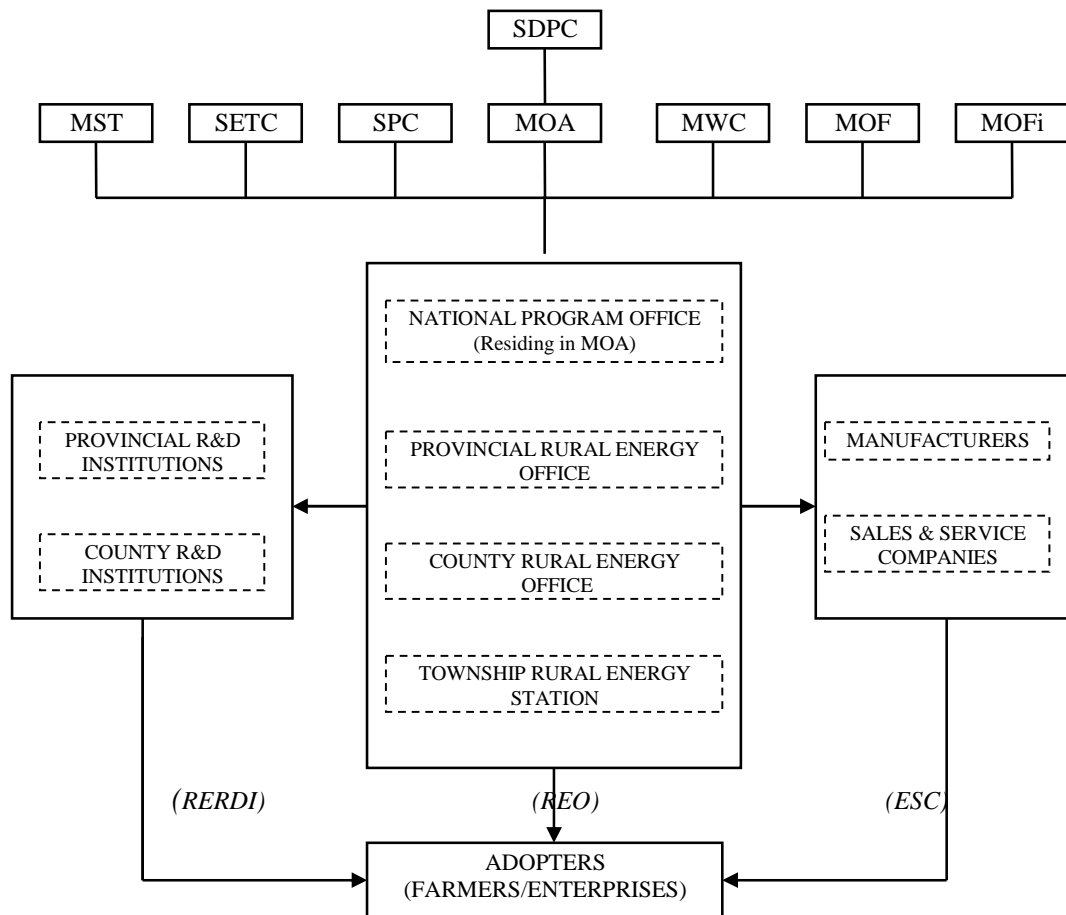 SDPC
MST SETC SPC MOA MWC MOF MOFi
NATIONAL PROGRAM OFFICE
(Residing in MOA)
PROVINCIAL R&D
INSTITUTIONS
COUNTY R&D
INSTITUTIONS
PROVINCIAL RURAL ENERGY
OFFICE
COUNTY RURAL ENERGY
OFFICE
TOWNSHIP RURAL ENERGY
STATION
MANUFACTURERS
SALES & SERVICE
COMPANIES
(RERDI) (REO) (ESC)
ADOPTERS
(FARMERS/ENTERPRISES)